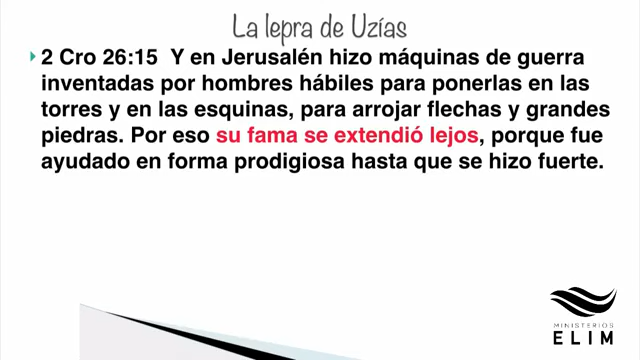 La lepra de Uzías
2 Cro 26:15 Y en Jerusalén hizo máquinas de guerra
inventadas por hombres hábiles para ponerlas en las
torres y en las esquinas, para arrojar flechas y grandes
piedras. Por eso su fama se extendió lejos, porque fue
ayudado en forma prodigiosa hasta que se hizo fuerte.
MINISTERIOS
ELIM